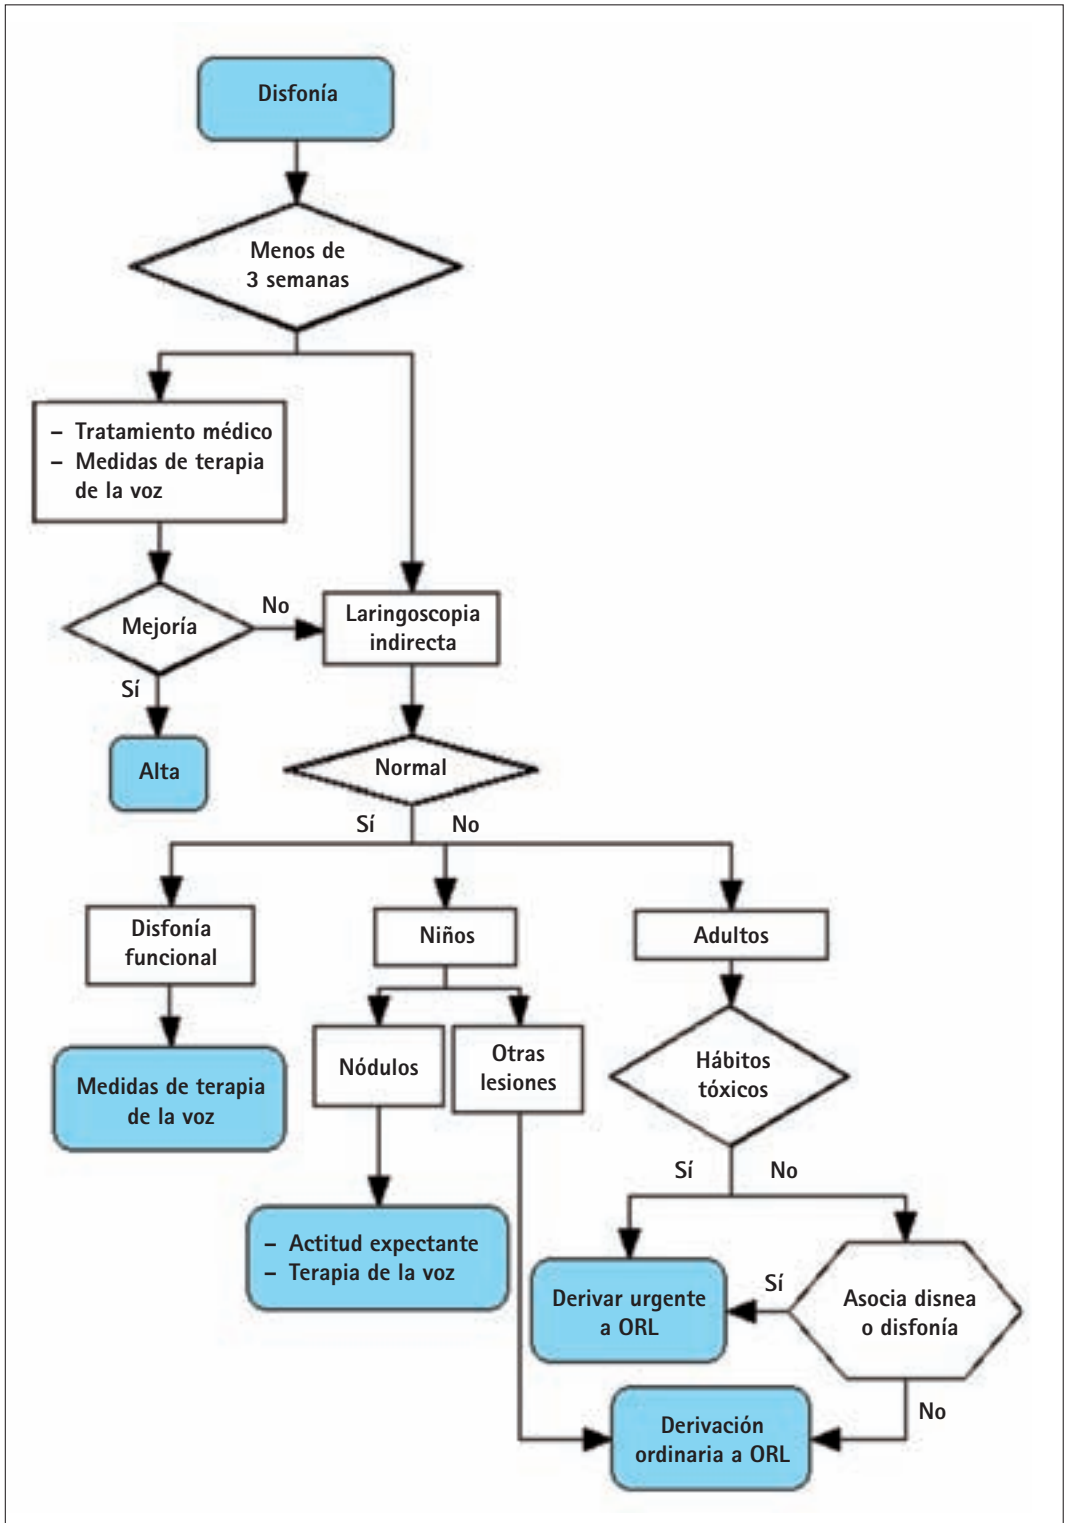 Disfonía
Menos de
3 semanas
– Tratamiento médico
– Medidas de terapia
de la voz
Mejoría
No
Laringoscopia
indirecta
Sí
Alta
Normal
Sí
No
Disfonía
funcional
Niños
Adultos
Medidas de terapia
de la voz
Nódulos
Otras
lesiones
Hábitos
tóxicos
Sí
No
– Actitud expectante
– Terapia de la voz
Derivar urgente
a ORL
Sí
Asocia disnea
o disfonía
No
Derivación
ordinaria a ORL